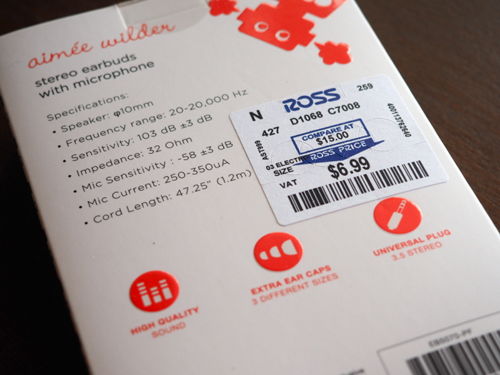 aimée wilder
stereo earbuds
with microphone
Specifications:
• Speaker: φ10mm
• Frequency range: 20-20,000 Hz
• Sensitivity: 103 dB ±3 dB
• Impedance: 32 Ohm
• Mic Sensitivity : -58 ±3 dB
• Mic Current: 250-350uA
• Cord Length: 47.25" (1.2m)
N
ROSS
259
427
D1068 C7008
COMPARE AT
$15.00
ROSS PRICE
SIZE
$6.99
VAT
HIGH QUALITY
SOUND
EXTRA EAR CAPS
3 DIFFERENT SIZES
UNIVERSAL PLUG
3.5 STEREO